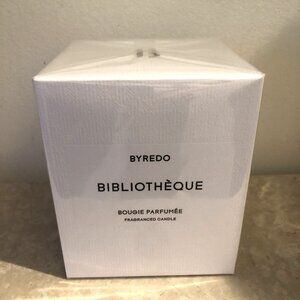 BYREDO
BIBLIOTHÈQUE
BOUGIE PARFUMÉE
FRAGRANCED CANDLE